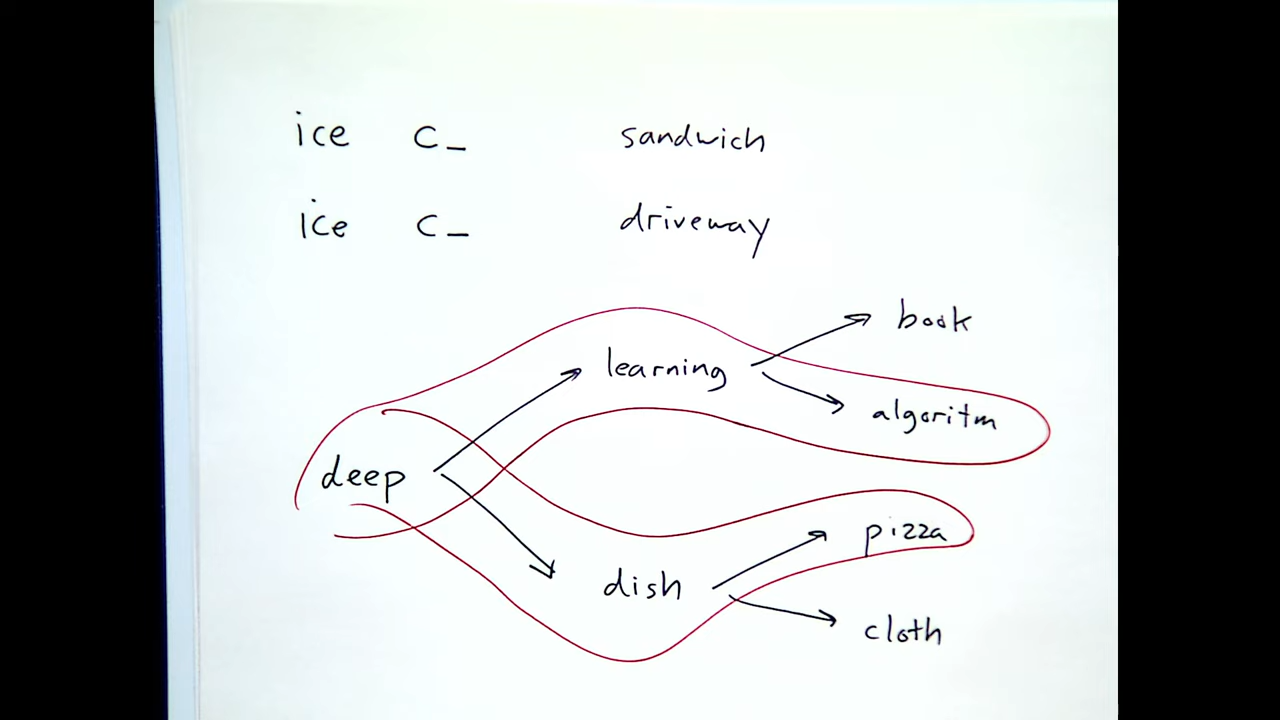 ice c_ sandwich
ice c_ driveway
book
learning
algoritm
deep
pizza
dish
cloth